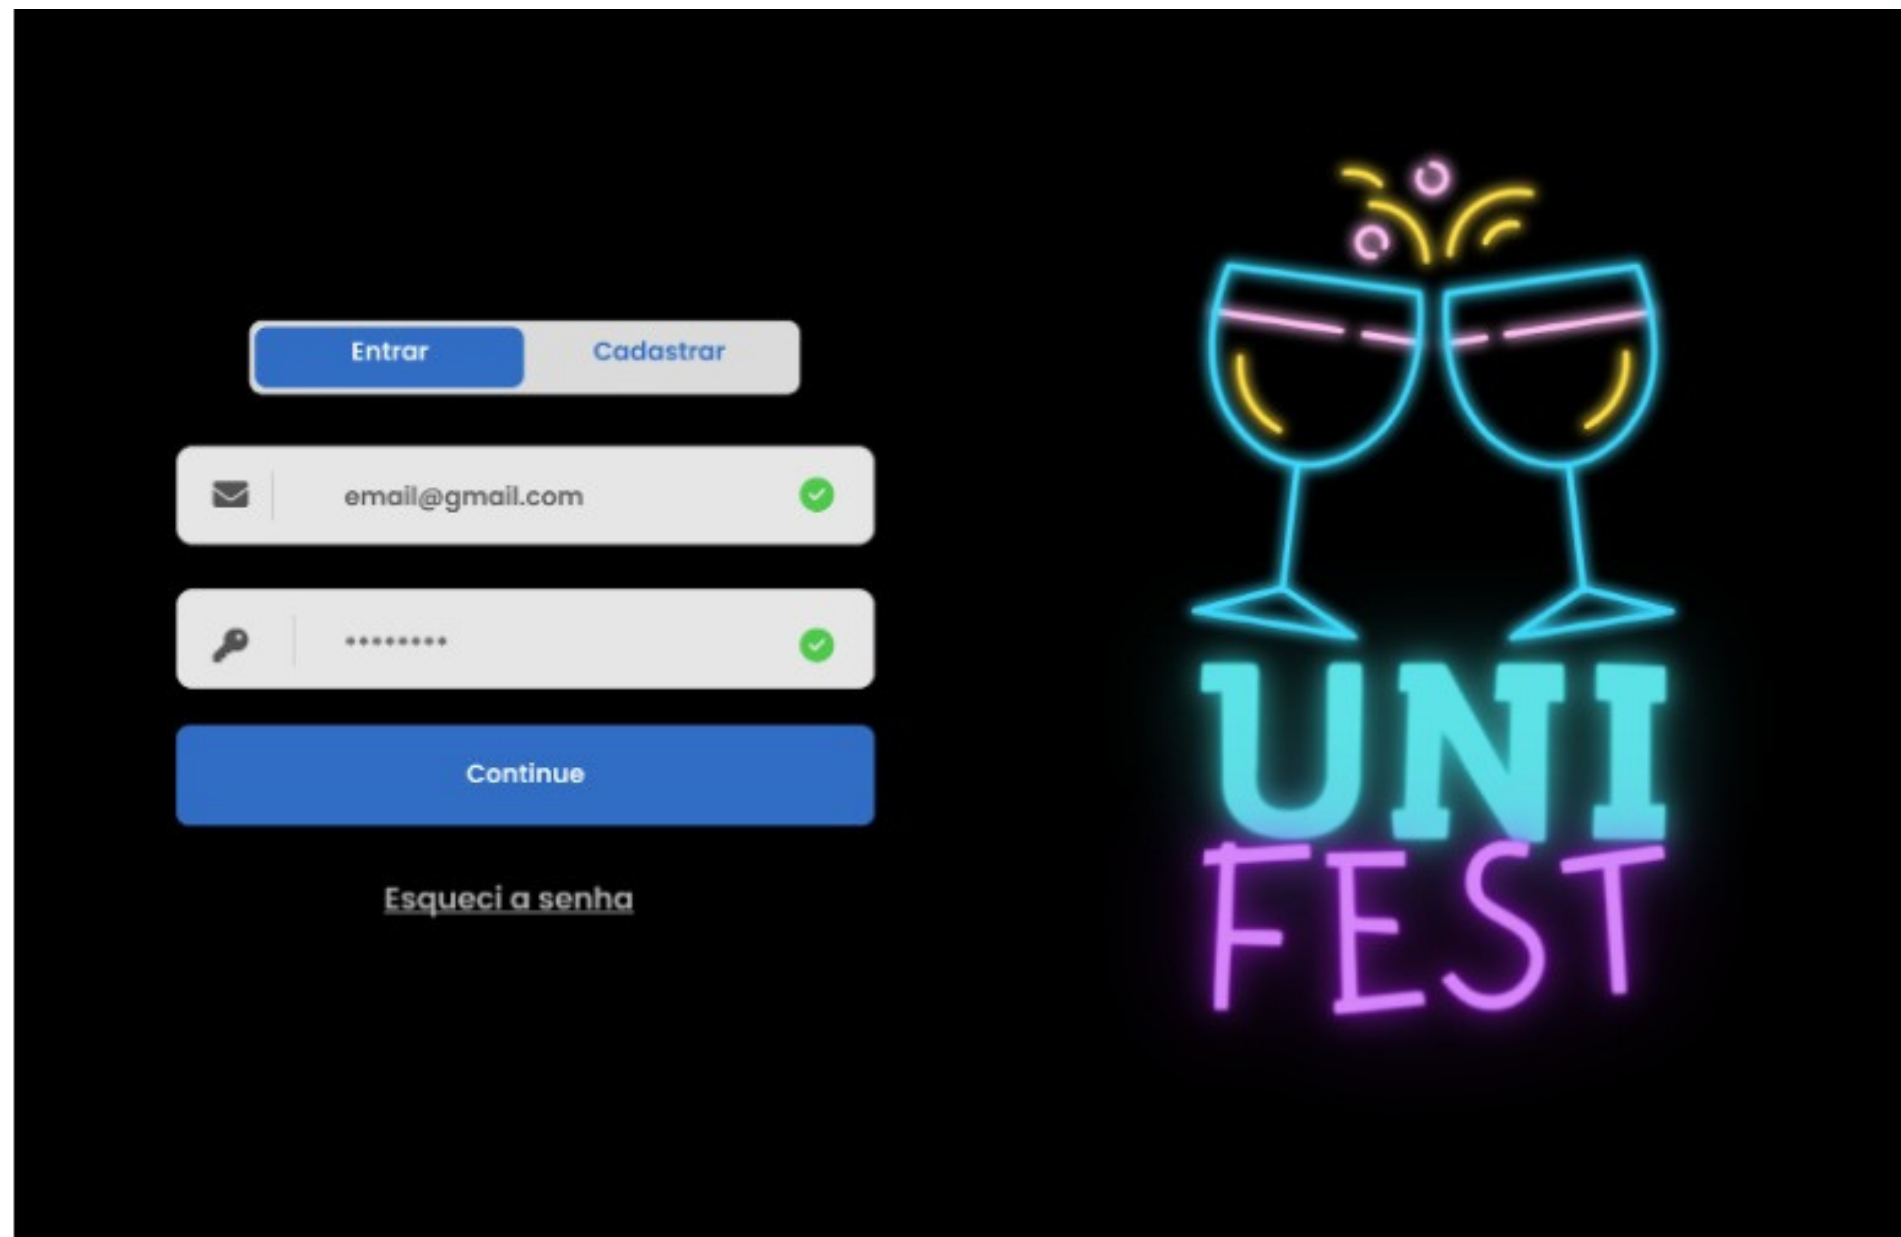 Entrar
Cadastrar
email@gmail.com
••••••••
Continue
Esqueci a senha
UNI
FEST